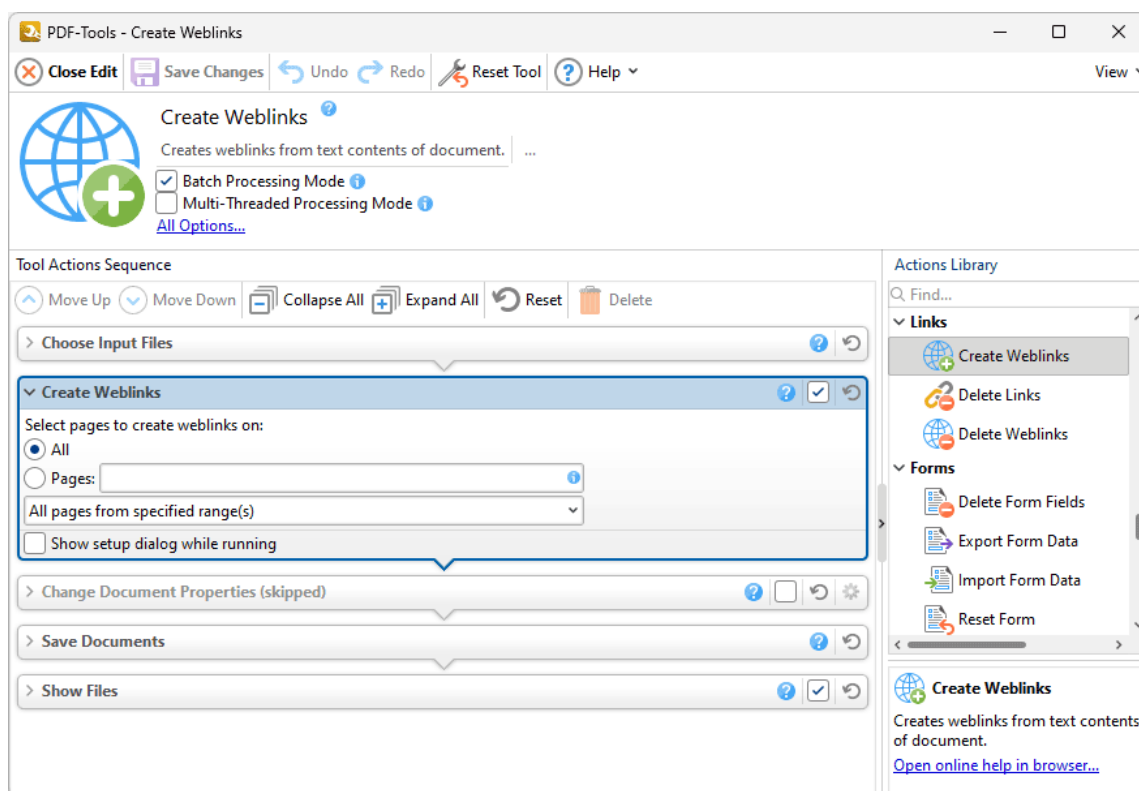 PDF-Tools - Create Weblinks
Close Edit Save Changes Undo Redo Reset Tool ? Help View
Create Weblinks ?
Creates weblinks from text contents of document. ...
Batch Processing Mode i
Multi-Threaded Processing Mode i
All Options...
Tool Actions Sequence
Move Up Move Down Collapse All Expand All Reset Delete
Choose Input Files ?
Create Weblinks ?
Select pages to create weblinks on:
All
Pages: i
All pages from specified range(s)
Show setup dialog while running
Change Document Properties (skipped) ?
Save Documents ?
Show Files ?
Actions Library
Find...
Links
Create Weblinks
Delete Links
Delete Weblinks
Forms
Delete Form Fields
Export Form Data
Import Form Data
Reset Form
Create Weblinks
Creates weblinks from text contents
of document.
Open online help in browser...